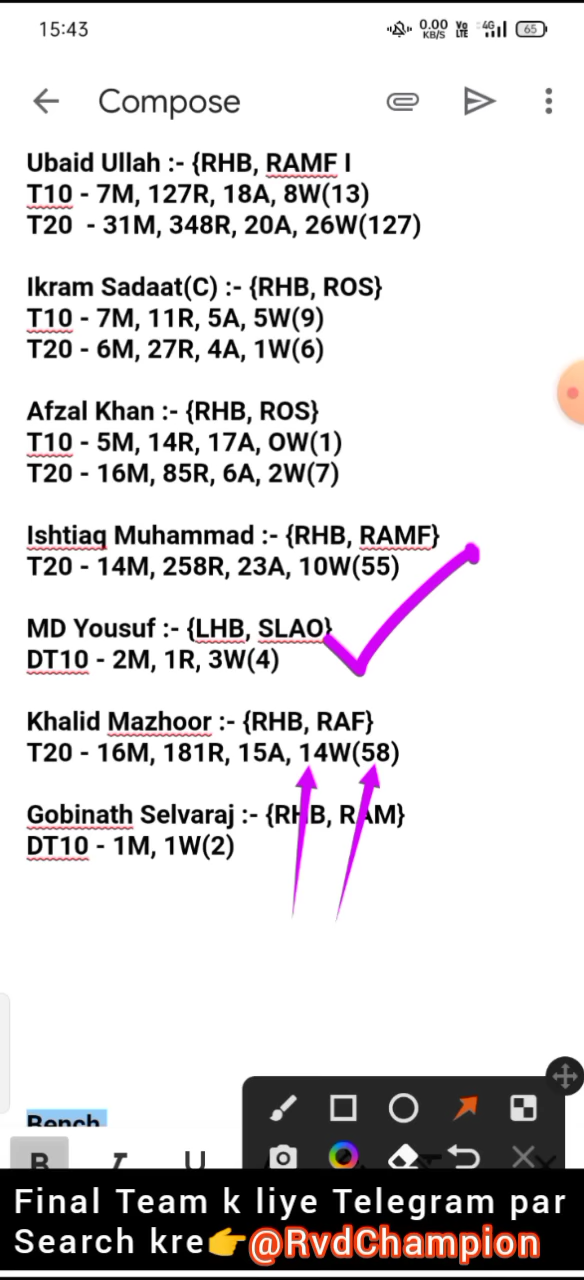 15:43
0.00 KB/S Vo LTE 4G 65
Compose
Ubaid Ullah :- {RHB, RAMF I
T10 - 7M, 127R, 18A, 8W(13)
T20 - 31M, 348R, 20A, 26W(127)
Ikram Sadaat(C) :- {RHB, ROS}
T10 - 7M, 11R, 5A, 5W(9)
T20 - 6M, 27R, 4A, 1W(6)
Afzal Khan :- {RHB, ROS}
T10 - 5M, 14R, 17A, OW(1)
T20 - 16M, 85R, 6A, 2W(7)
Ishtiaq Muhammad :- {RHB, RAMF}
T20 - 14M, 258R, 23A, 10W(55)
MD Yousuf :- {LHB, SLAO}
DT10 - 2M, 1R, 3W(4)
Khalid Mazhoor :- {RHB, RAF}
T20 - 16M, 181R, 15A, 14W(58)
Gobinath Selvaraj :- {RHB, RAM}
DT10 - 1M, 1W(2)
Bench
B I U
Final Team k liye Telegram par
Search kre👉@RvdChampion